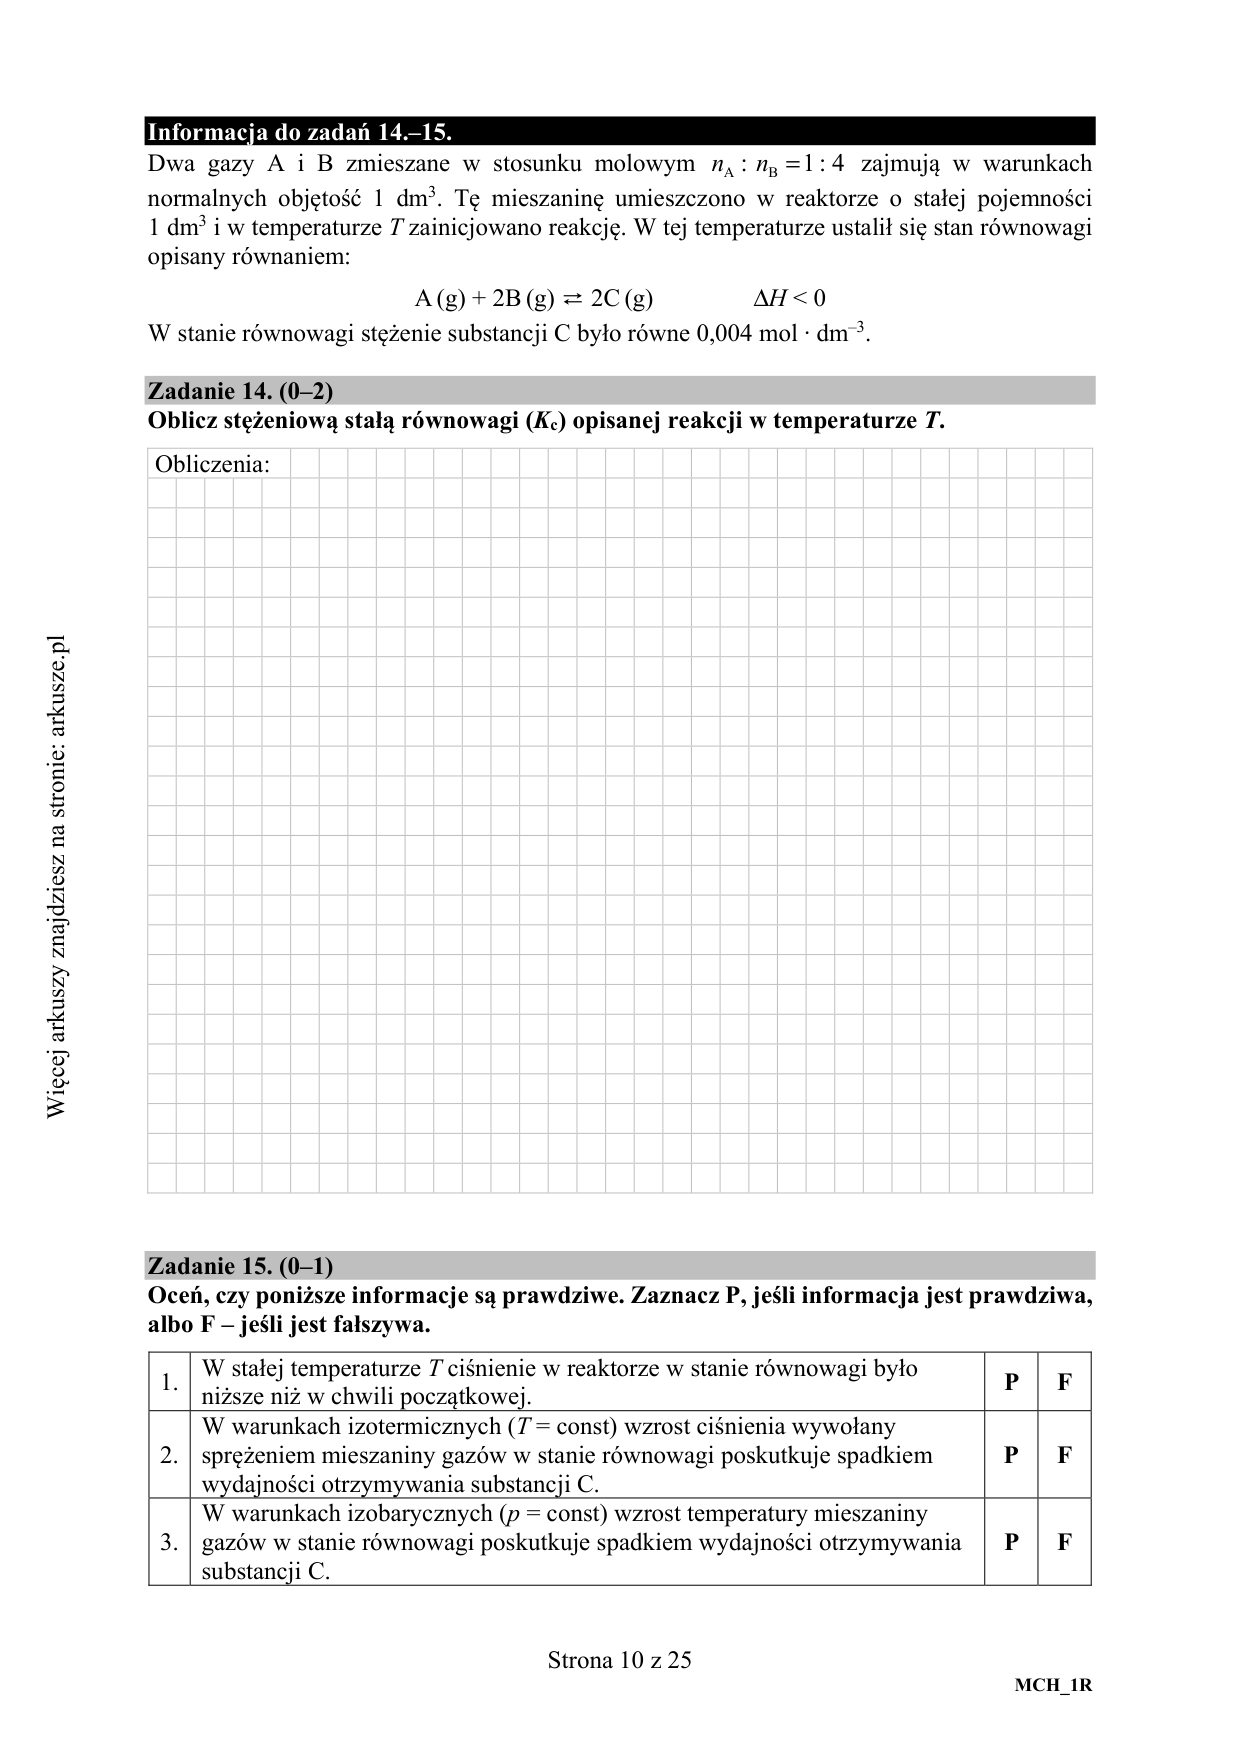 Informacja do zadań 14.–15.
Dwa gazy A i B zmieszane w stosunku molowym n_A : n_B = 1 : 4 zajmują w warunkach
normalnych objętość 1 dm³. Tę mieszaninę umieszczono w reaktorze o stałej pojemności
1 dm³ i w temperaturze T zainicjowano reakcję. W tej temperaturze ustalił się stan równowagi
opisany równaniem:
A (g) + 2B (g) ⇄ 2C (g) ΔH < 0
W stanie równowagi stężenie substancji C było równe 0,004 mol · dm⁻³.
Zadanie 14. (0–2)
Oblicz stężeniową stałą równowagi (K_c) opisanej reakcji w temperaturze T.
Obliczenia:
Więcej arkuszy znajdziesz na stronie: arkusze.pl
Zadanie 15. (0–1)
Oceń, czy poniższe informacje są prawdziwe. Zaznacz P, jeśli informacja jest prawdziwa,
albo F – jeśli jest fałszywa.
1. W stałej temperaturze T ciśnienie w reaktorze w stanie równowagi było
niższe niż w chwili początkowej. P F
2. W warunkach izotermicznych (T = const) wzrost ciśnienia wywołany
sprężeniem mieszaniny gazów w stanie równowagi poskutkuje spadkiem
wydajności otrzymywania substancji C. P F
3. W warunkach izobarycznych (p = const) wzrost temperatury mieszaniny
gazów w stanie równowagi poskutkuje spadkiem wydajności otrzymywania
substancji C. P F
Strona 10 z 25
MCH_1R